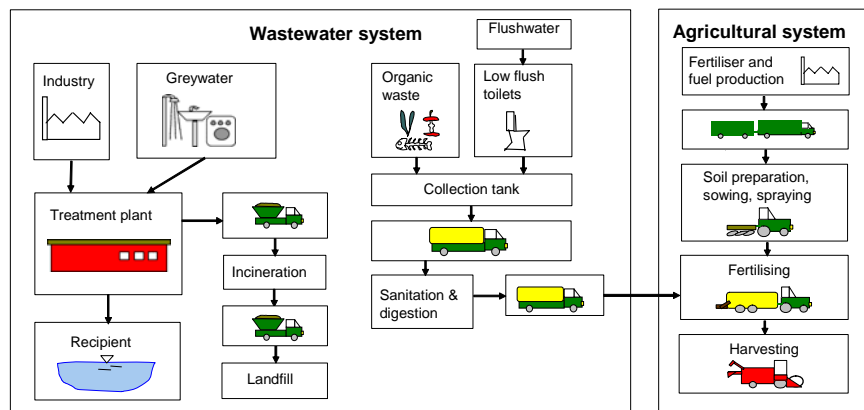 Wastewater system
Flushwater
Industry
Greywater
Organic
waste
Low flush
toilets
Collection tank
Treatment plant
Incineration
Sanitation &
digestion
Recipient
Landfill
Agricultural system
Fertiliser and
fuel production
Soil preparation,
sowing, spraying
Fertilising
Harvesting